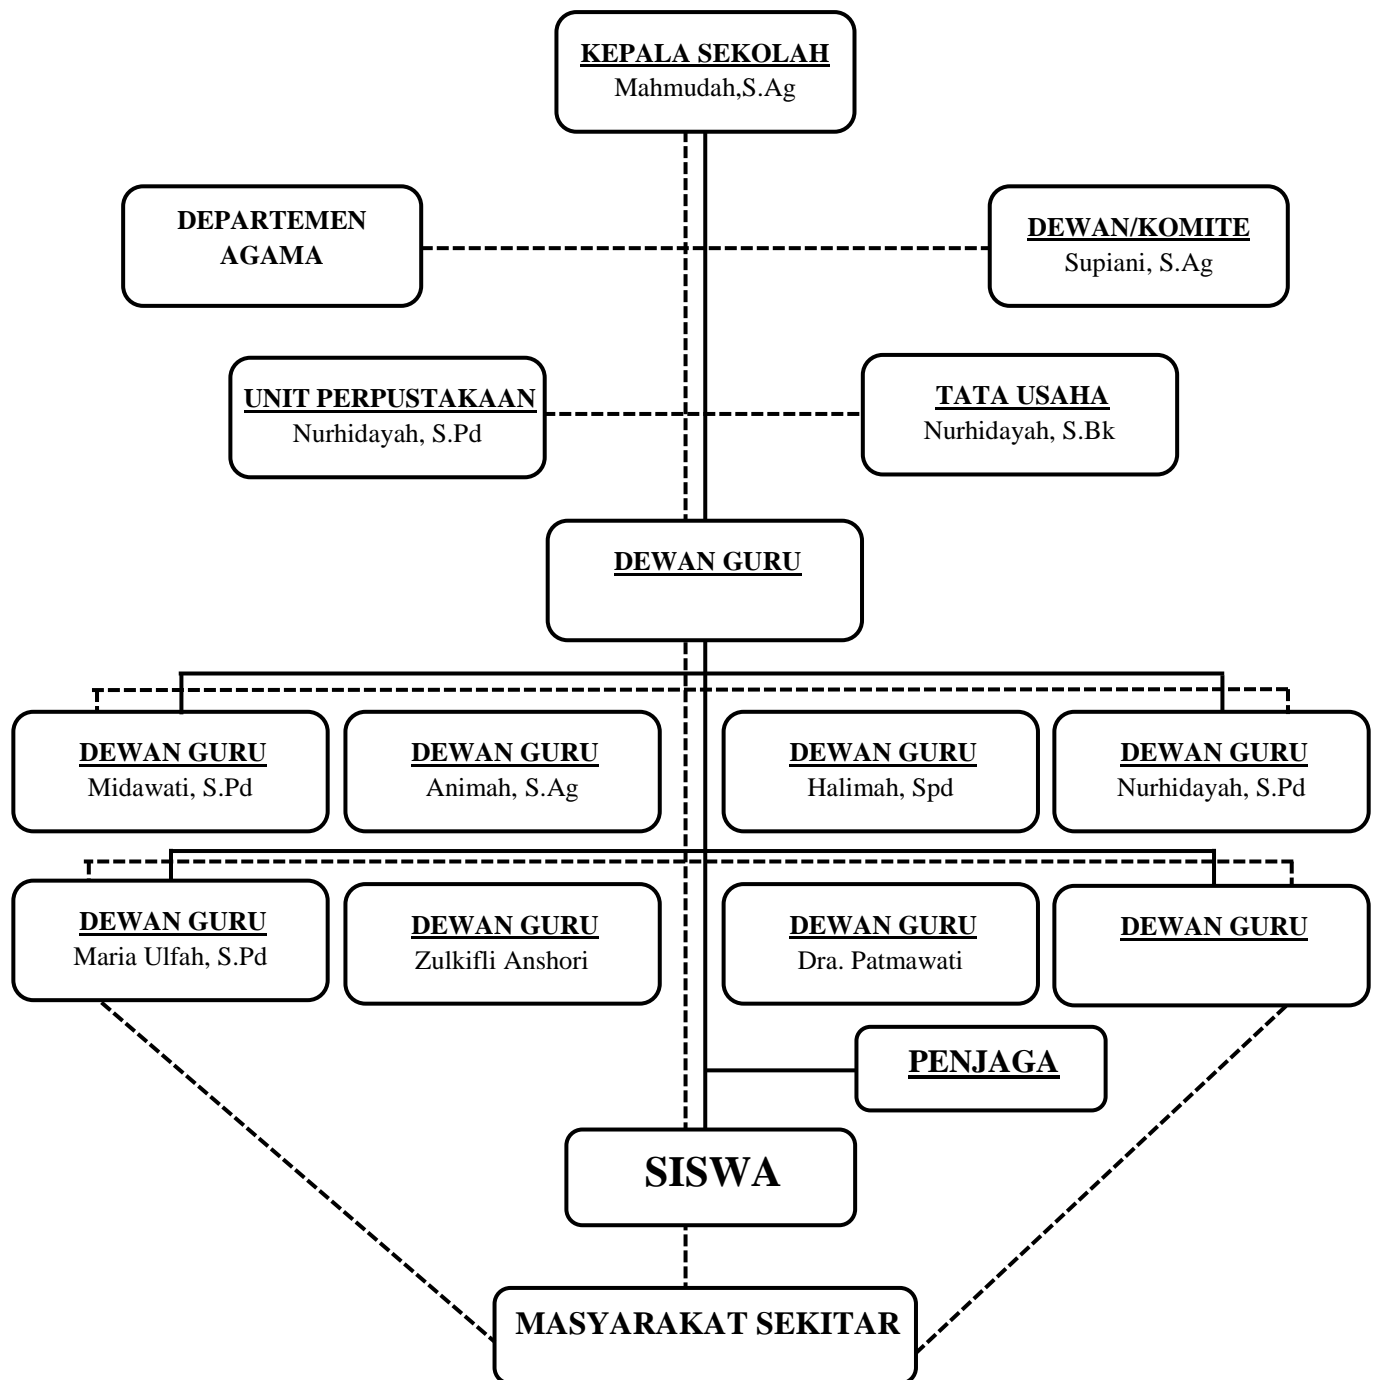 KEPALA SEKOLAH
Mahmudah,S.Ag
DEPARTEMEN
AGAMA
DEWAN/KOMITE
Supiani, S.Ag
UNIT PERPUSTAKAAN
Nurhidayah, S.Pd
TATA USAHA
Nurhidayah, S.Bk
DEWAN GURU
DEWAN GURU
Midawati, S.Pd
DEWAN GURU
Animah, S.Ag
DEWAN GURU
Halimah, Spd
DEWAN GURU
Nurhidayah, S.Pd
DEWAN GURU
Maria Ulfah, S.Pd
DEWAN GURU
Zulkifli Anshori
DEWAN GURU
Dra. Patmawati
DEWAN GURU
PENJAGA
SISWA
MASYARAKAT SEKITAR